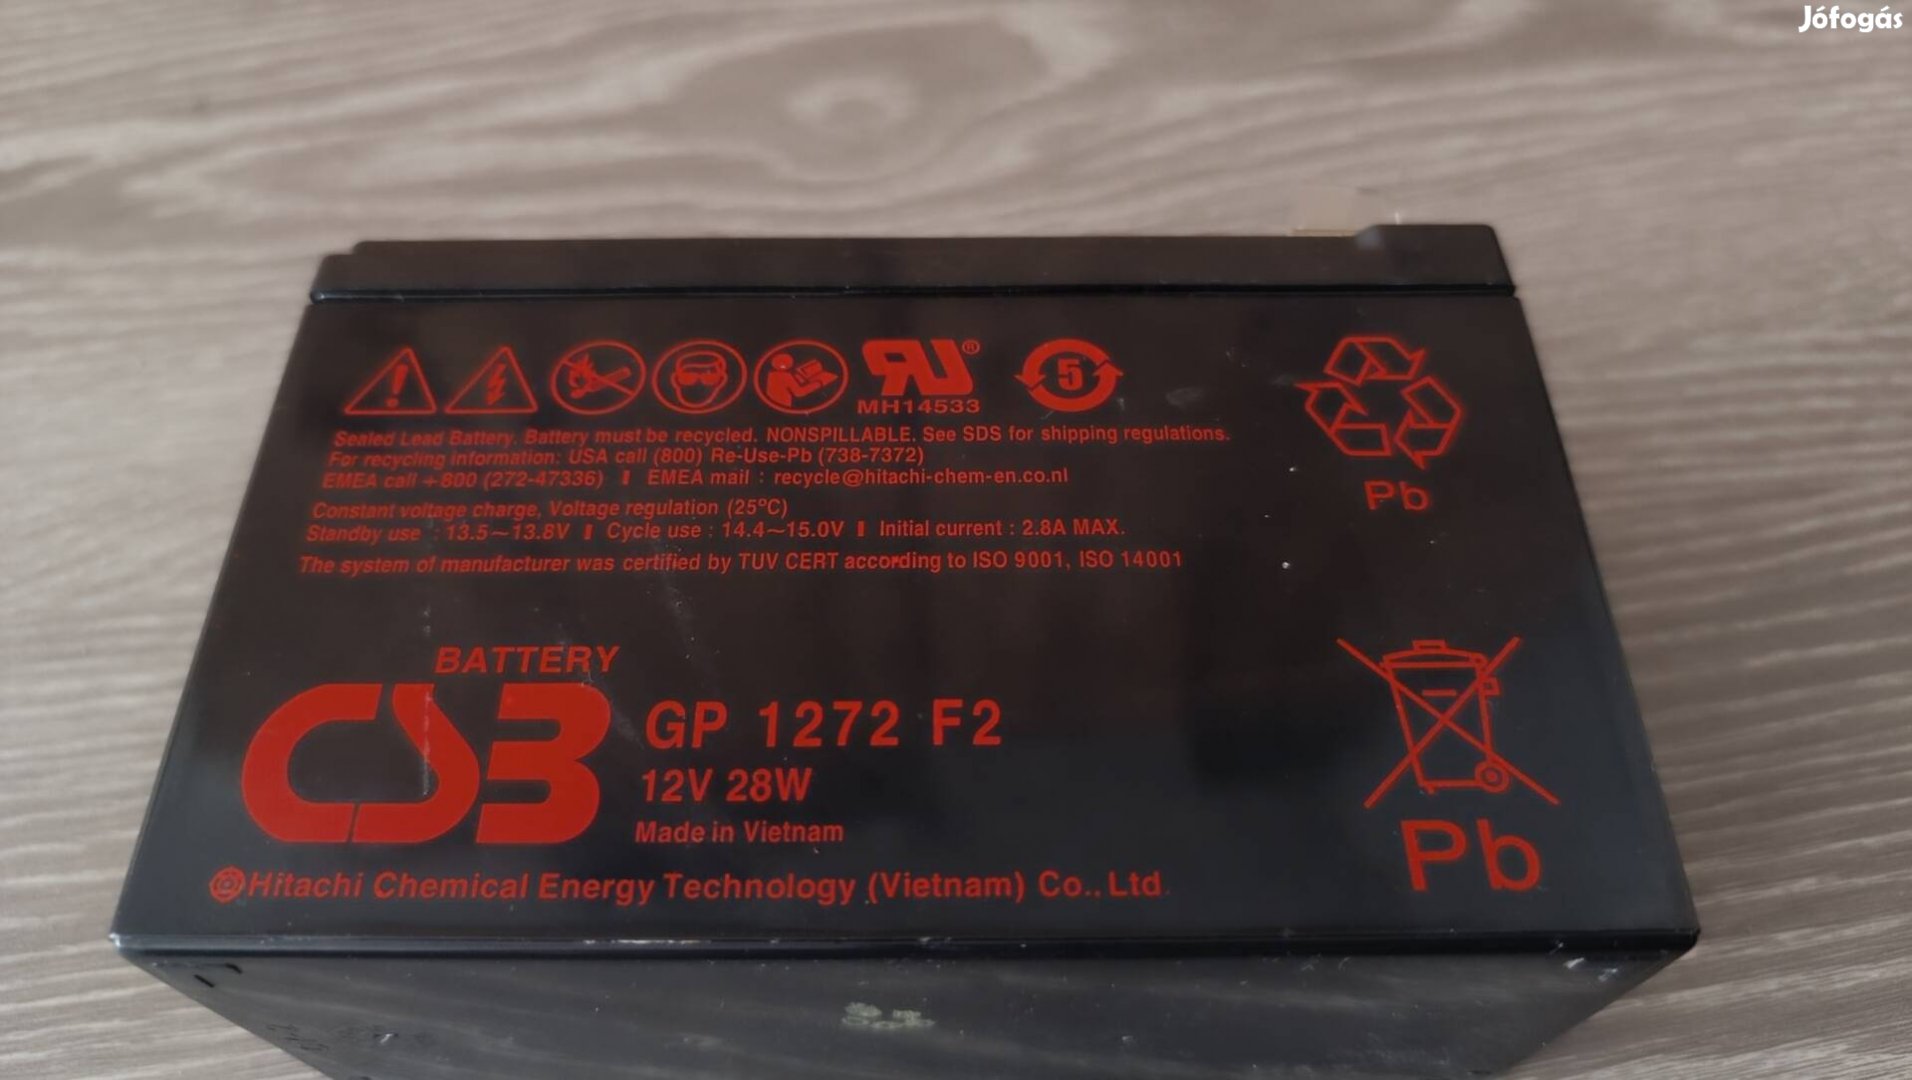 Jófogás
MH14533
5
Sealed Lead Battery. Battery must be recycled. NONSPILLABLE. See SDS for shipping regulations.
For recycling information: USA call (800) Re-Use-Pb (738-7372)
EMEA call +800 (272-47336) I EMEA mail : recycle@hitachi-chem-en.co.nl
Constant voltage charge, Voltage regulation (25ºC)
Standby use : 13.5~13.8V I Cycle use : 14.4~15.0V I Initial current : 2.8A MAX.
The system of manufacturer was certified by TUV CERT according to ISO 9001, ISO 14001
Pb
BATTERY
CSB
GP 1272 F2
12V 28W
Made in Vietnam
Hitachi Chemical Energy Technology (Vietnam) Co., Ltd.
Pb